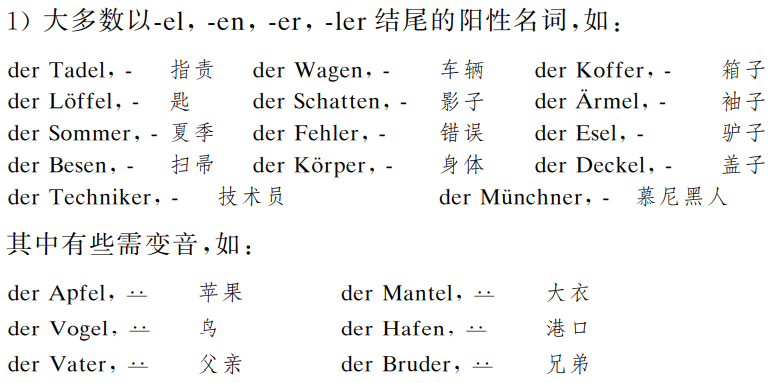 1) 大多数以-el, -en, -er, -ler 结尾的阳性名词,如:
der Tadel, - 指责 der Wagen, - 车辆 der Koffer, - 箱子
der Löffel, - 匙 der Schatten, - 影子 der Ärmel, - 袖子
der Sommer, - 夏季 der Fehler, - 错误 der Esel, - 驴子
der Besen, - 扫帚 der Körper, - 身体 der Deckel, - 盖子
der Techniker, - 技术员 der Münchner, - 慕尼黑人
其中有些需变音,如:
der Apfel, ⸚ 苹果 der Mantel, ⸚ 大衣
der Vogel, ⸚ 鸟 der Hafen, ⸚ 港口
der Vater, ⸚ 父亲 der Bruder, ⸚ 兄弟